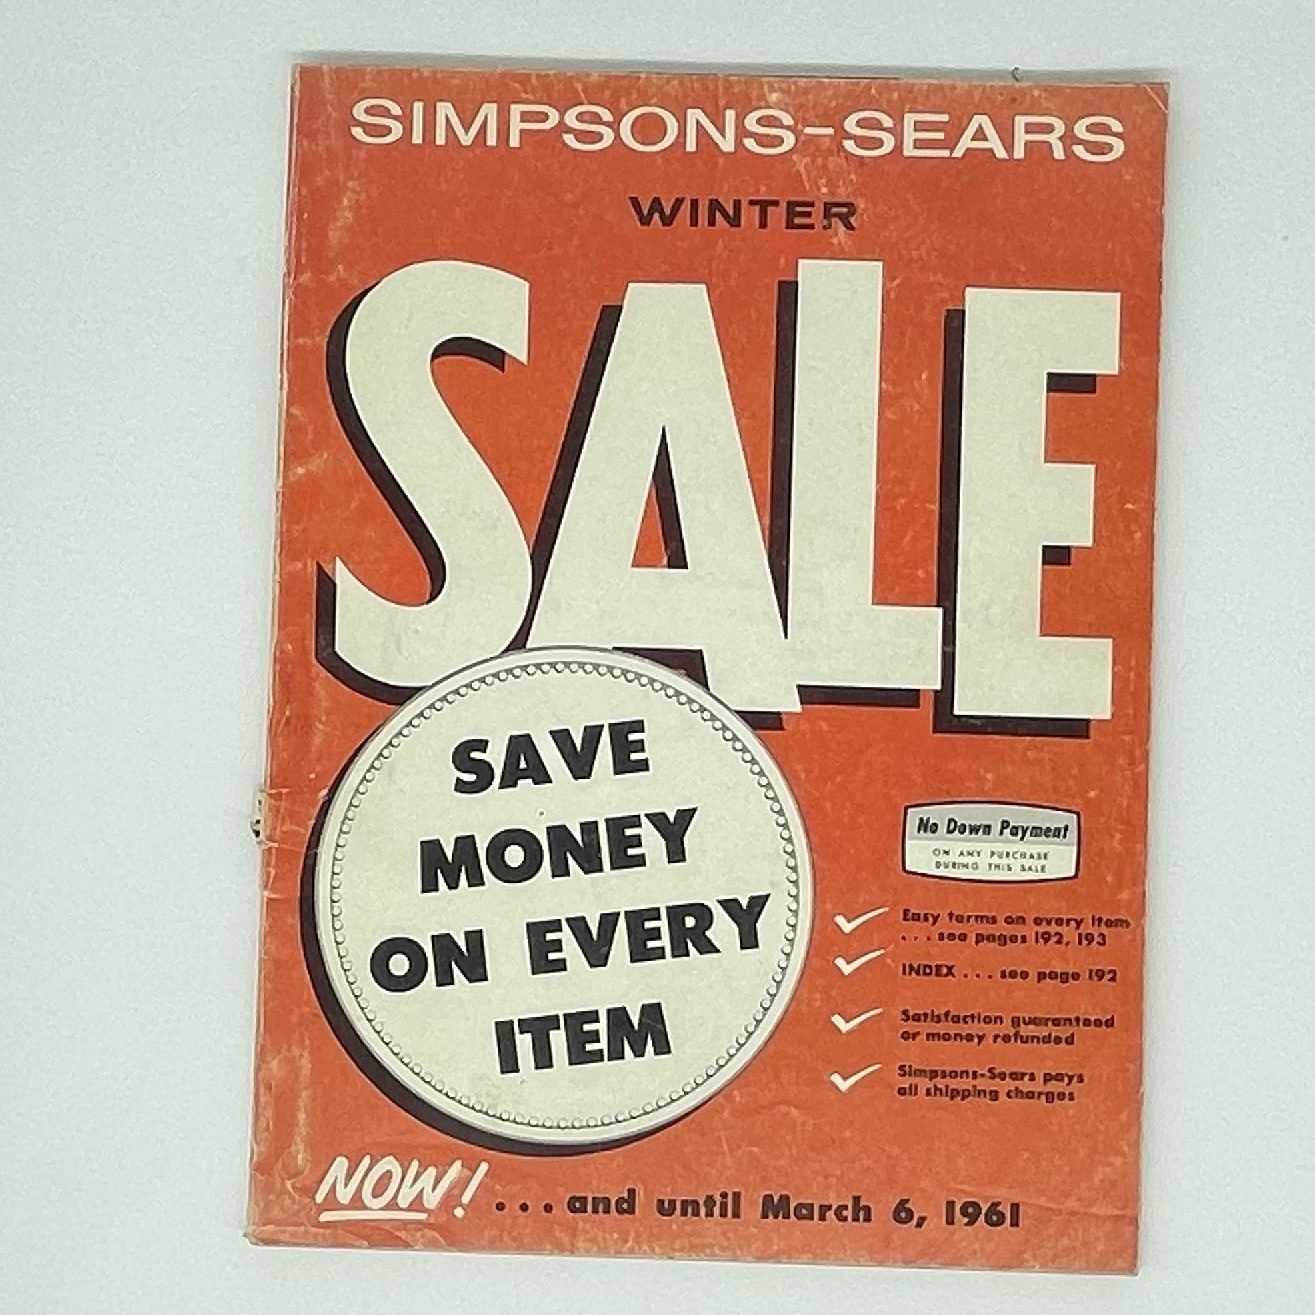 SIMPSONS-SEARS
WINTER
SALE
SAVE
MONEY
ON EVERY
ITEM
No Down Payment
ON ANY PURCHASE
DURING THIS SALE
Easy terms on every item
. . . see pages 192, 193
INDEX . . . see page 192
Satisfaction guaranteed
or money refunded
Simpsons-Sears pays
all shipping charges
NOW! . . . and until March 6, 1961